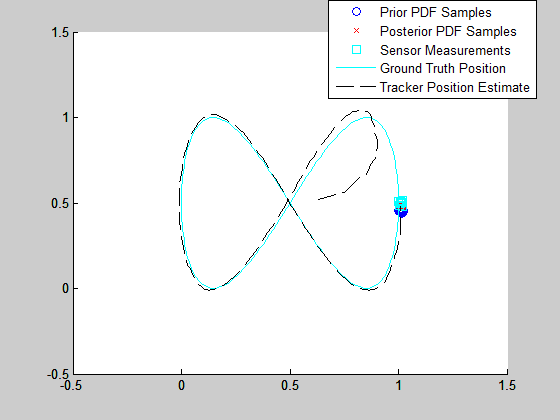 Prior PDF Samples
Posterior PDF Samples
Sensor Measurements
Ground Truth Position
Tracker Position Estimate
1.5
1
0.5
0
-0.5
-0.5 0 0.5 1 1.5